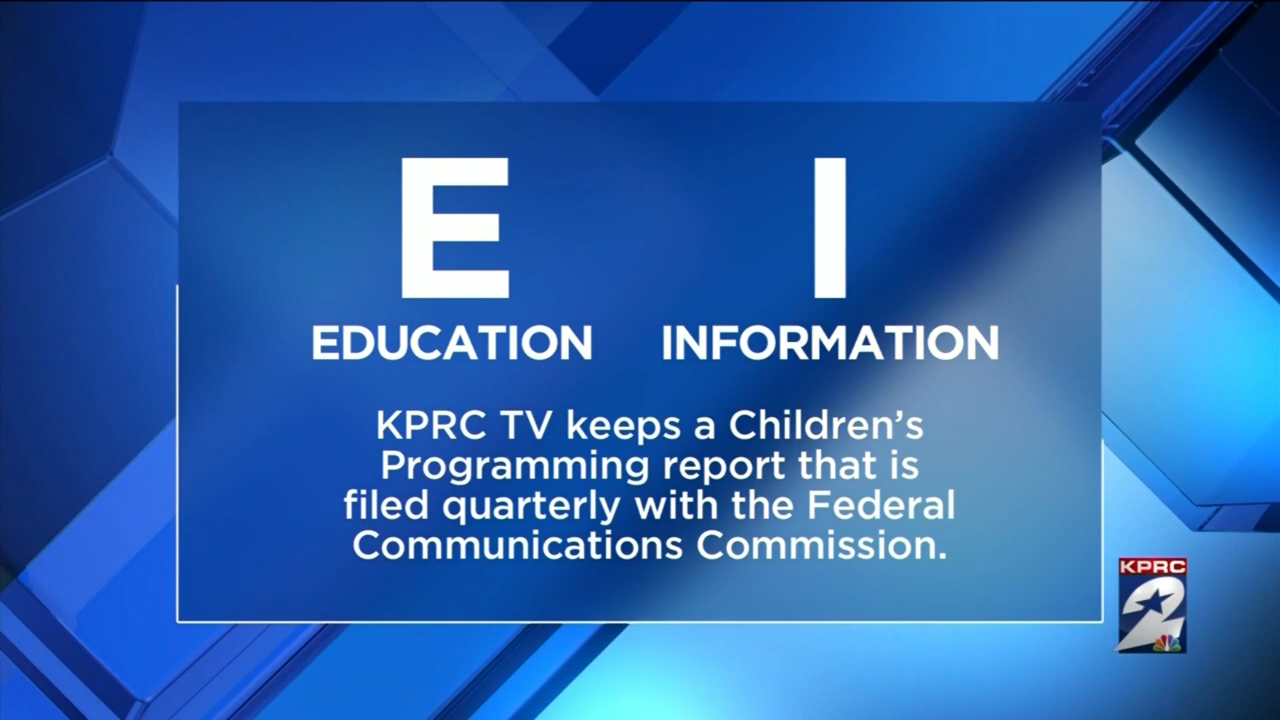 E I
EDUCATION INFORMATION
KPRC TV keeps a Children’s
Programming report that is
filed quarterly with the Federal
Communications Commission.
KPRC
2